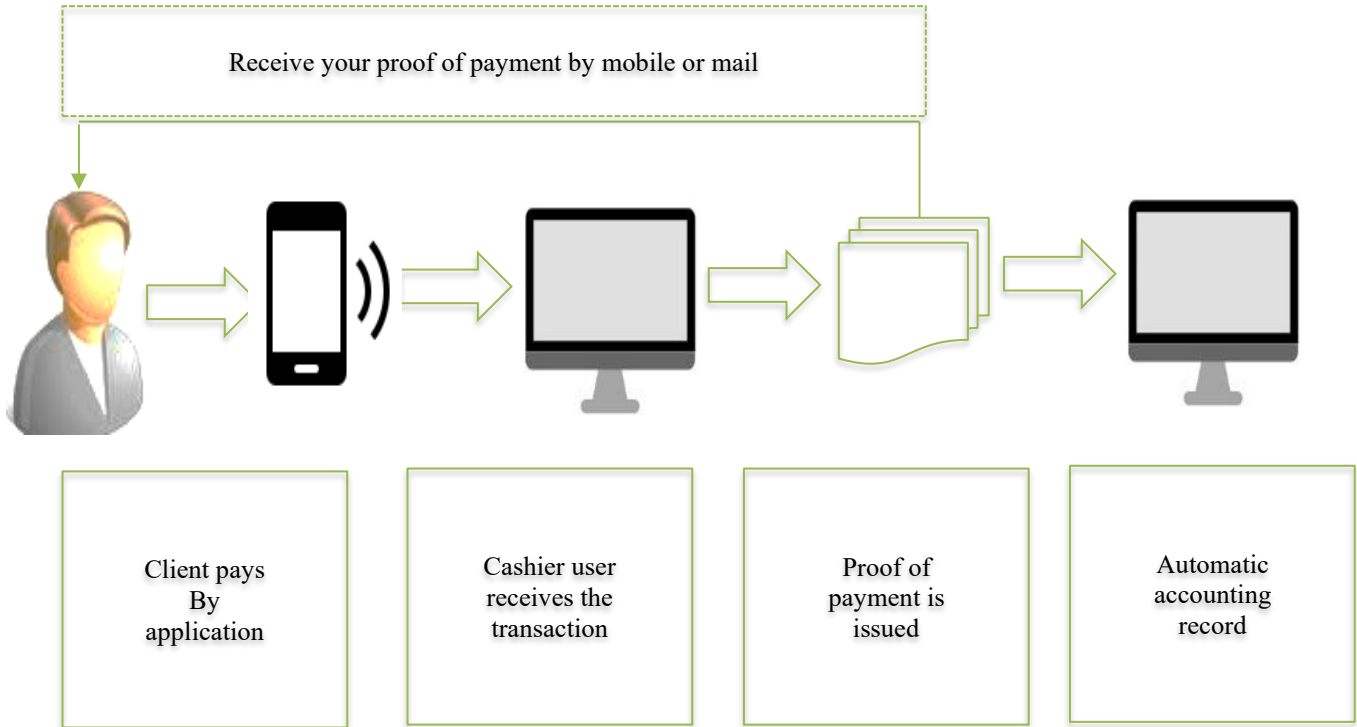 Receive your proof of payment by mobile or mail
Client pays
By
application
Cashier user
receives the
transaction
Proof of
payment is
issued
Automatic
accounting
record